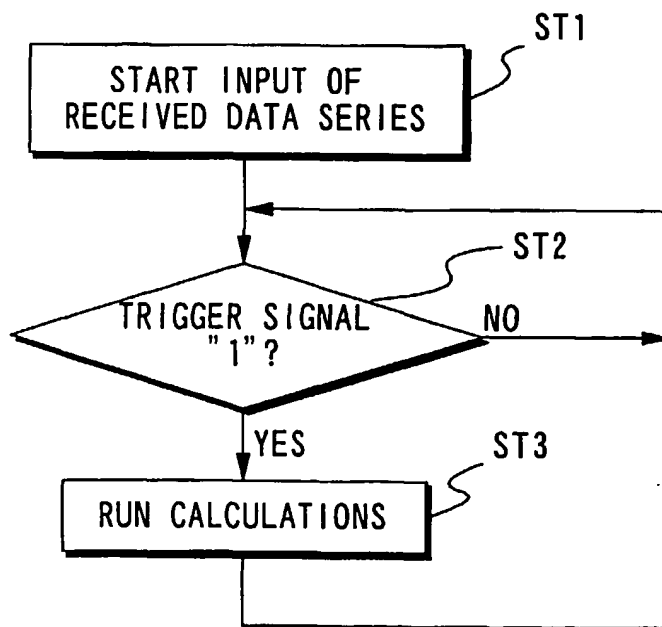 ST1
START INPUT OF
RECEIVED DATA SERIES
ST2
TRIGGER SIGNAL
"1"?
NO
YES
ST3
RUN CALCULATIONS